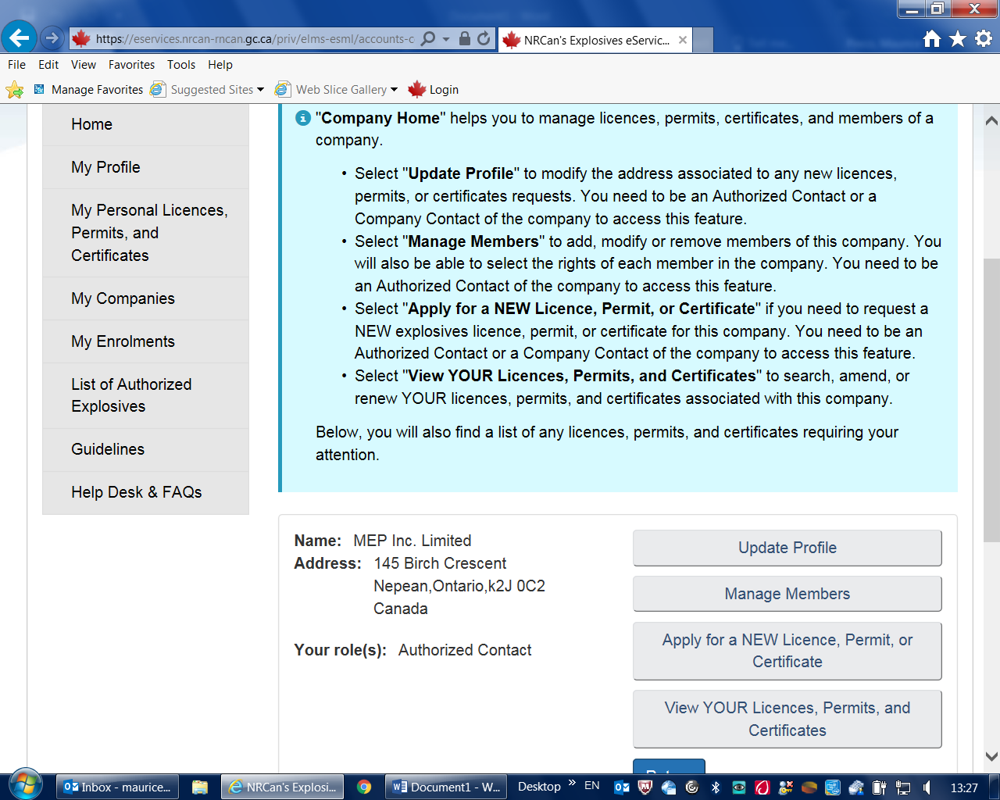 https://eservices.nrcan-rncan.gc.ca/priv/elms-esml/accounts-c
NRCan's Explosives eServic...
File Edit View Favorites Tools Help
Manage Favorites Suggested Sites Web Slice Gallery Login
Home
My Profile
My Personal Licences,
Permits, and
Certificates
My Companies
My Enrolments
List of Authorized
Explosives
Guidelines
Help Desk & FAQs
"Company Home" helps you to manage licences, permits, certificates, and members of a
company.
• Select "Update Profile" to modify the address associated to any new licences,
permits, or certificates requests. You need to be an Authorized Contact or a
Company Contact of the company to access this feature.
• Select "Manage Members" to add, modify or remove members of this company. You
will also be able to select the rights of each member in the company. You need to be
an Authorized Contact of the company to access this feature.
• Select "Apply for a NEW Licence, Permit, or Certificate" if you need to request a
NEW explosives licence, permit, or certificate for this company. You need to be an
Authorized Contact or a Company Contact of the company to access this feature.
• Select "View YOUR Licences, Permits, and Certificates" to search, amend, or
renew YOUR licences, permits, and certificates associated with this company.
Below, you will also find a list of any licences, permits, and certificates requiring your
attention.
Name: MEP Inc. Limited
Address: 145 Birch Crescent
Nepean,Ontario,k2J 0C2
Canada
Your role(s): Authorized Contact
Update Profile
Manage Members
Apply for a NEW Licence, Permit, or
Certificate
View YOUR Licences, Permits, and
Certificates
Inbox - maurice... NRCan's Explosi... Document1 - W... Desktop » EN 13:27